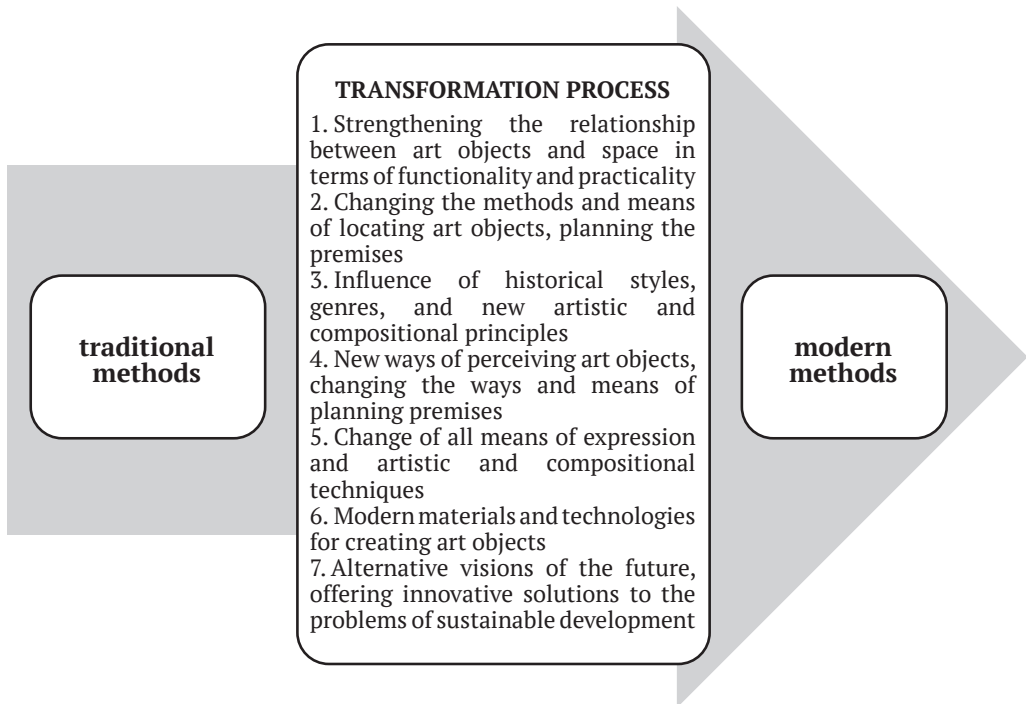 traditional
methods
TRANSFORMATION PROCESS
1. Strengthening the relationship
between art objects and space in
terms of functionality and practicality
2. Changing the methods and means
of locating art objects, planning the
premises
3. Influence of historical styles,
genres, and new artistic and
compositional principles
4. New ways of perceiving art objects,
changing the ways and means of
planning premises
5. Change of all means of expression
and artistic and compositional
techniques
6. Modern materials and technologies
for creating art objects
7. Alternative visions of the future,
offering innovative solutions to the
problems of sustainable development
modern
methods